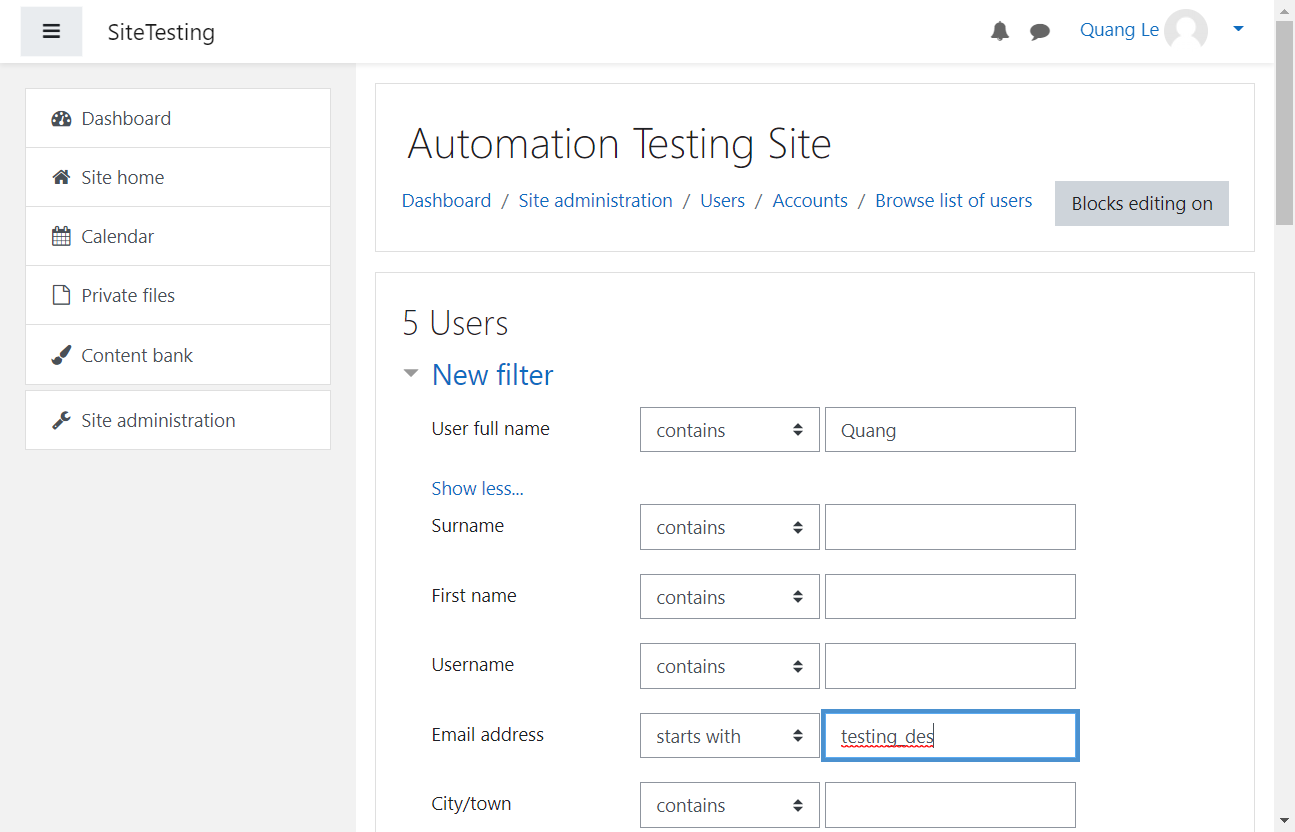 SiteTesting
Quang Le
Dashboard
Site home
Calendar
Private files
Content bank
Site administration
Automation Testing Site
Dashboard / Site administration / Users / Accounts / Browse list of users
Blocks editing on
5 Users
New filter
User full name contains Quang
Show less...
Surname contains
First name contains
Username contains
Email address starts with testing_des
City/town contains